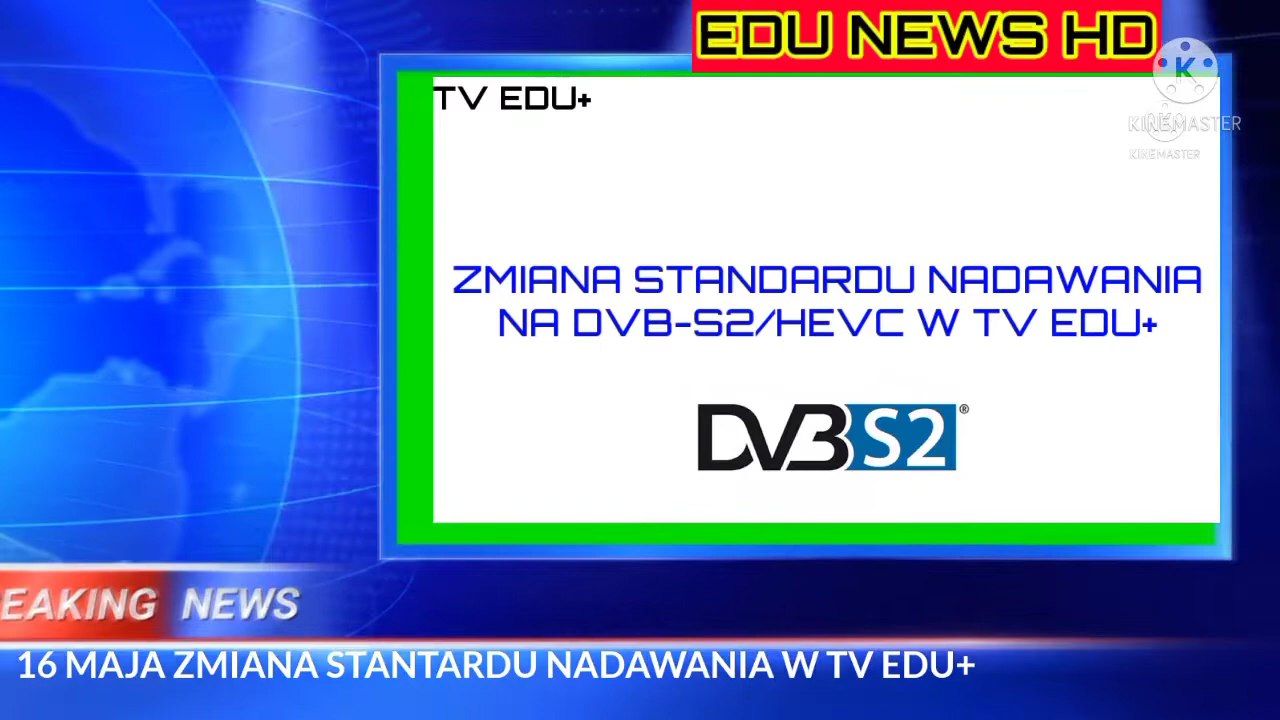 EDU NEWS HD
K
KINEMASTER
K
KINEMASTER
TV EDU+
ZMIANA STANDARDU NADAWANIA
NA DVB-S2/HEVC W TV EDU+
DVB S2®
EAKING NEWS
16 MAJA ZMIANA STANTARDU NADAWANIA W TV EDU+